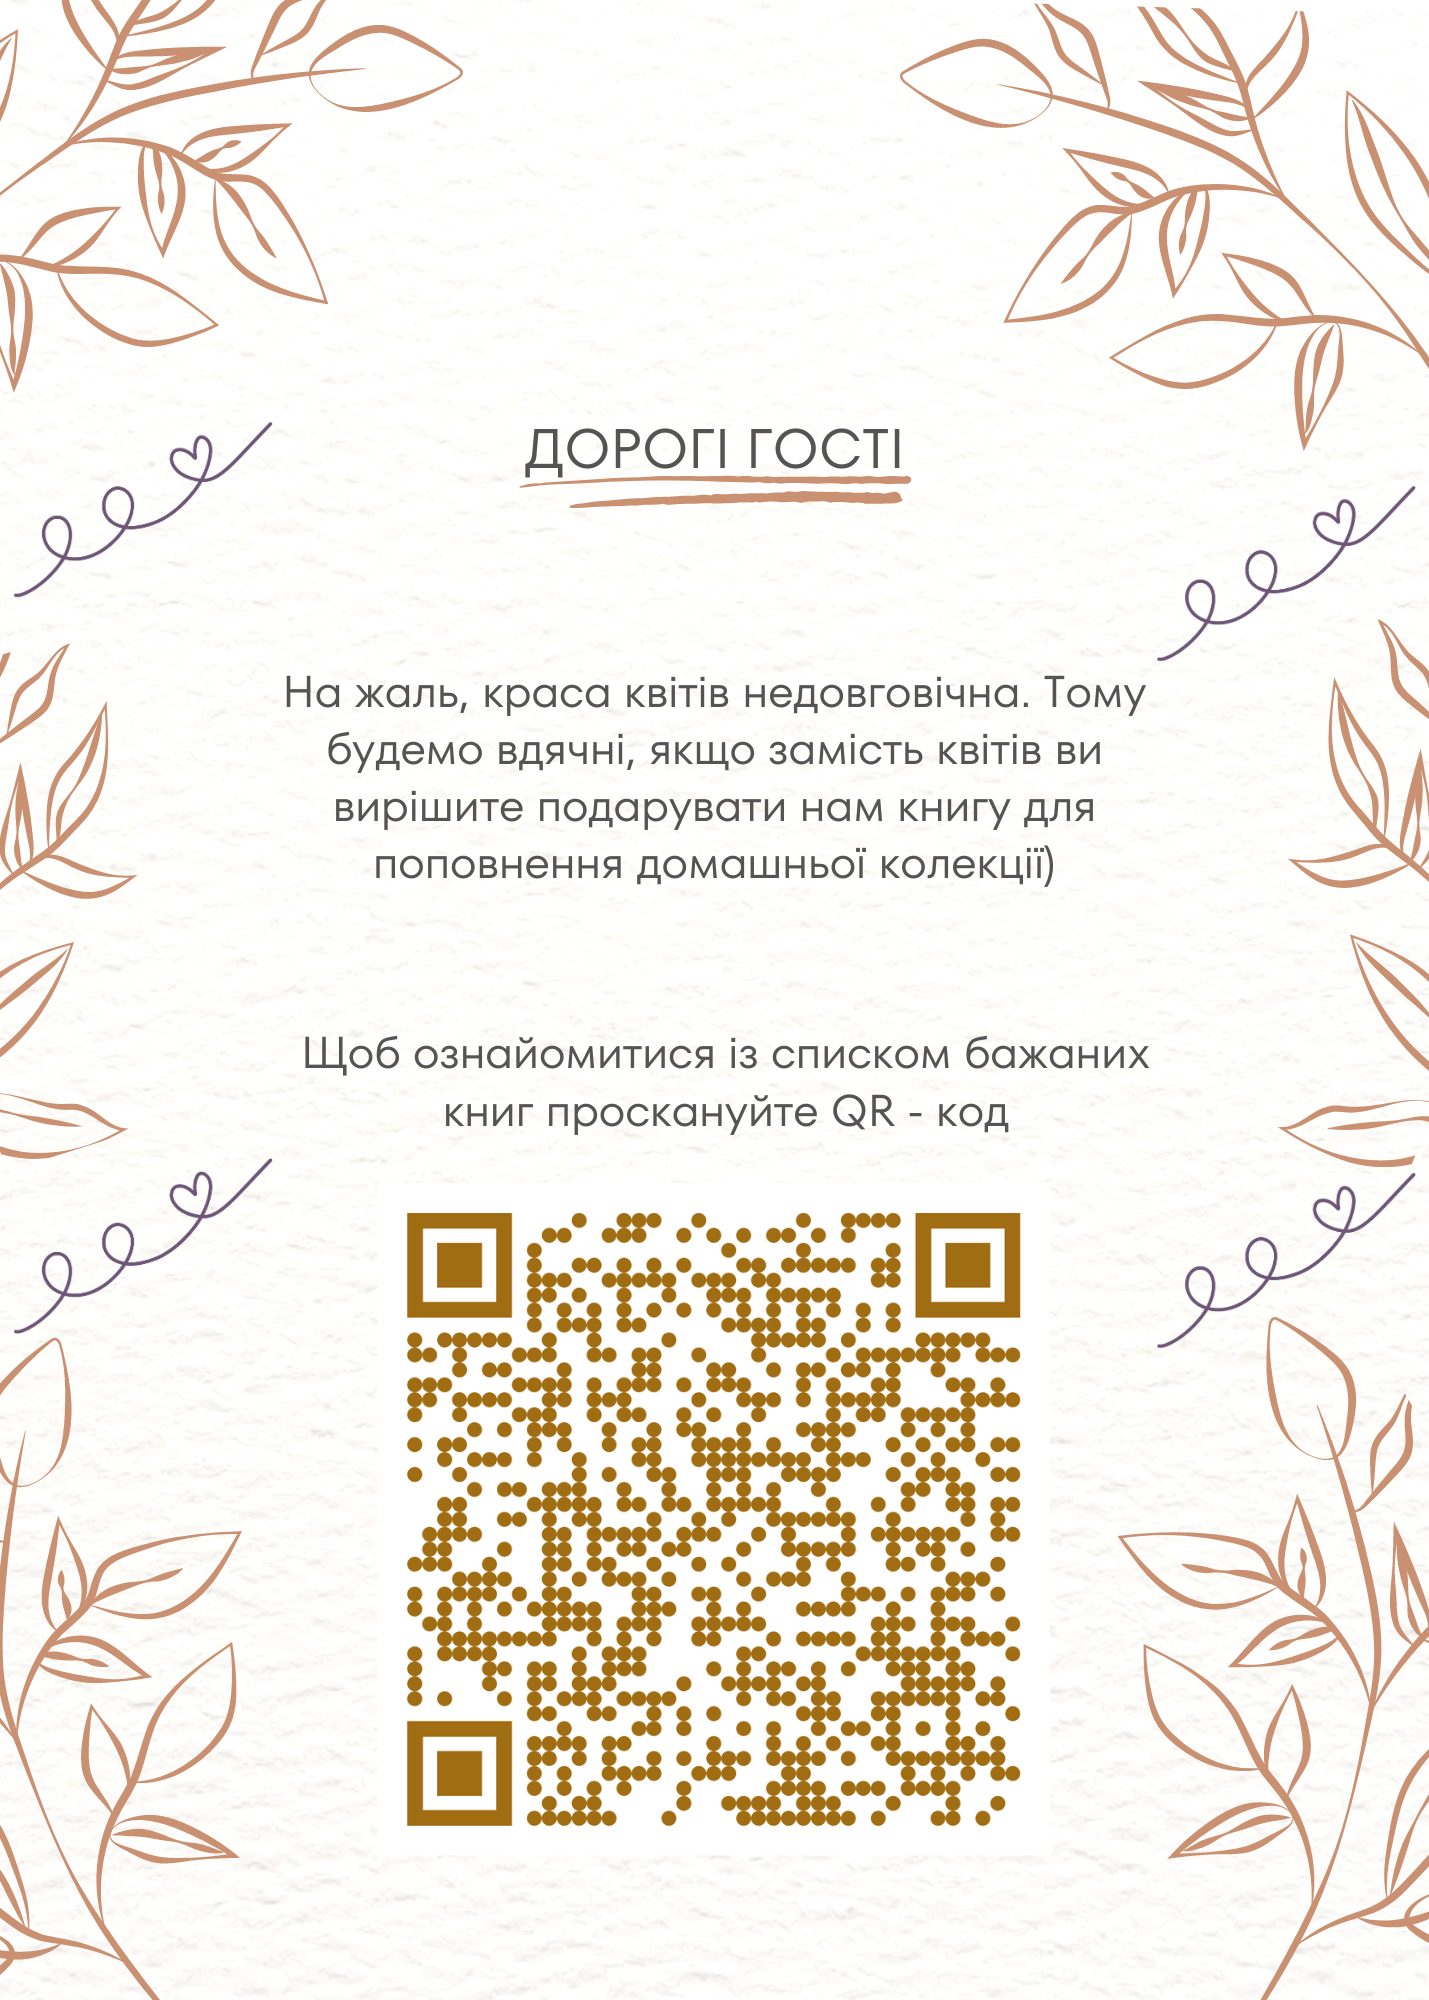 ДОРОГІ ГОСТІ
На жаль, краса квітів недовговічна. Тому
будемо вдячні, якщо замість квітів ви
вирішите подарувати нам книгу для
поповнення домашньої колекції)
Щоб ознайомитися із списком бажаних
книг проскануйте QR - код